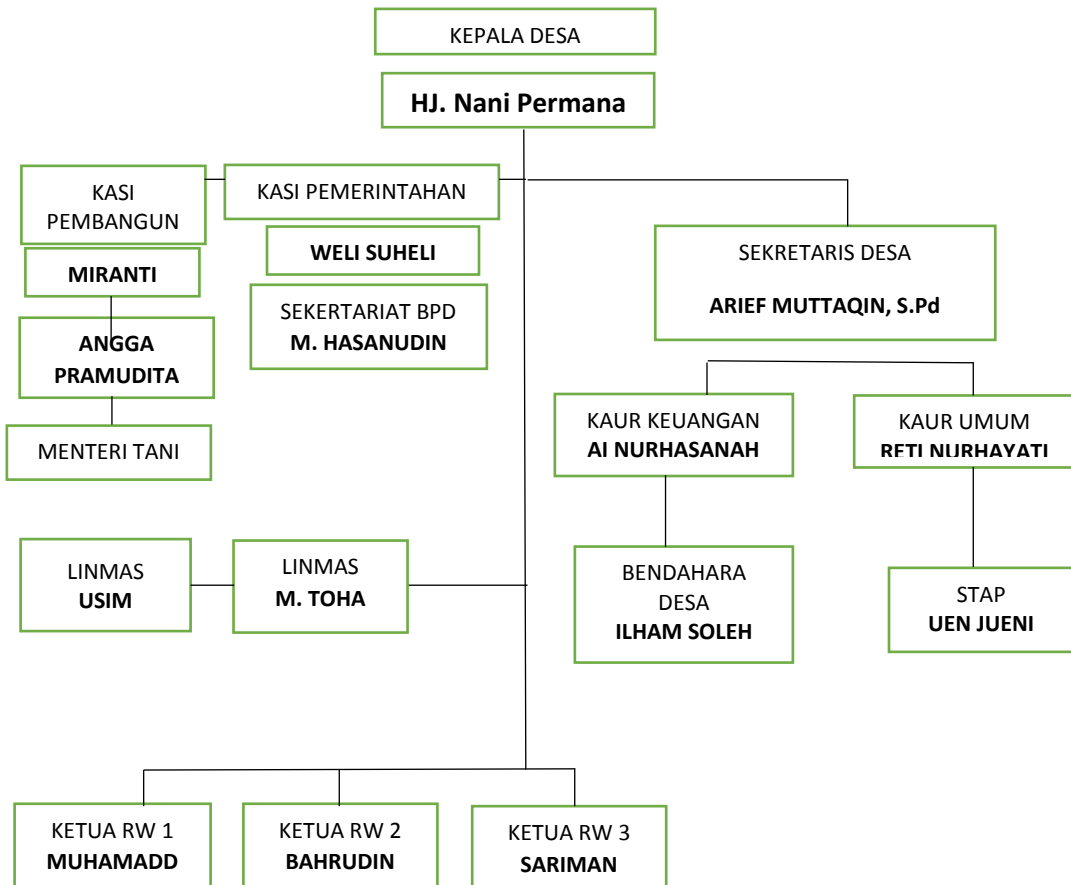 KEPALA DESA
HJ. Nani Permana
KASI
PEMBANGUN
MIRANTI
ANGGA
PRAMUDITA
MENTERI TANI
KASI PEMERINTAHAN
WELI SUHELI
SEKERTARIAT BPD
M. HASANUDIN
SEKRETARIS DESA
ARIEF MUTTAQIN, S.Pd
KAUR KEUANGAN
AI NURHASANAH
KAUR UMUM
RETI NURHAYATI
LINMAS
USIM
LINMAS
M. TOHA
BENDAHARA
DESA
ILHAM SOLEH
STAP
UEN JUENI
KETUA RW 1
MUHAMADD
KETUA RW 2
BAHRUDIN
KETUA RW 3
SARIMAN